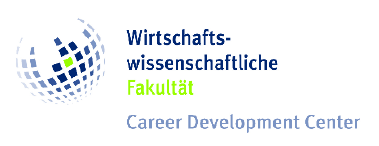 Wirtschafts-
wissenschaftliche
Fakultät
Career Development Center